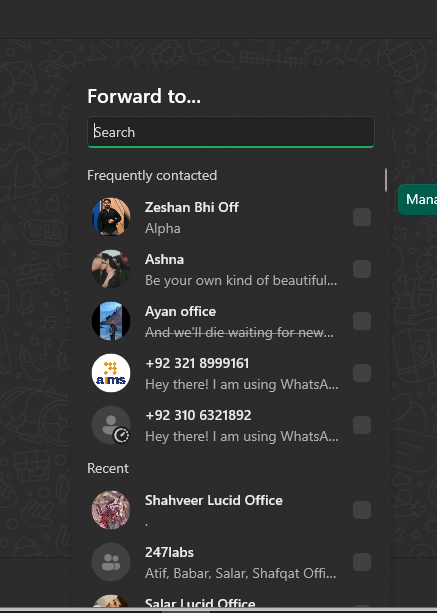 Forward to...
Search
Frequently contacted
Mana
Zeshan Bhi Off
Alpha
Ashna
Be your own kind of beautiful...
Ayan office
And we'll die waiting for new...
aims
+92 321 8999161
Hey there! I am using WhatsA...
+92 310 6321892
Hey there! I am using WhatsA...
Recent
Shahveer Lucid Office
.
247labs
Atif, Babar, Salar, Shafqat Offi...
Salar Lucid Office